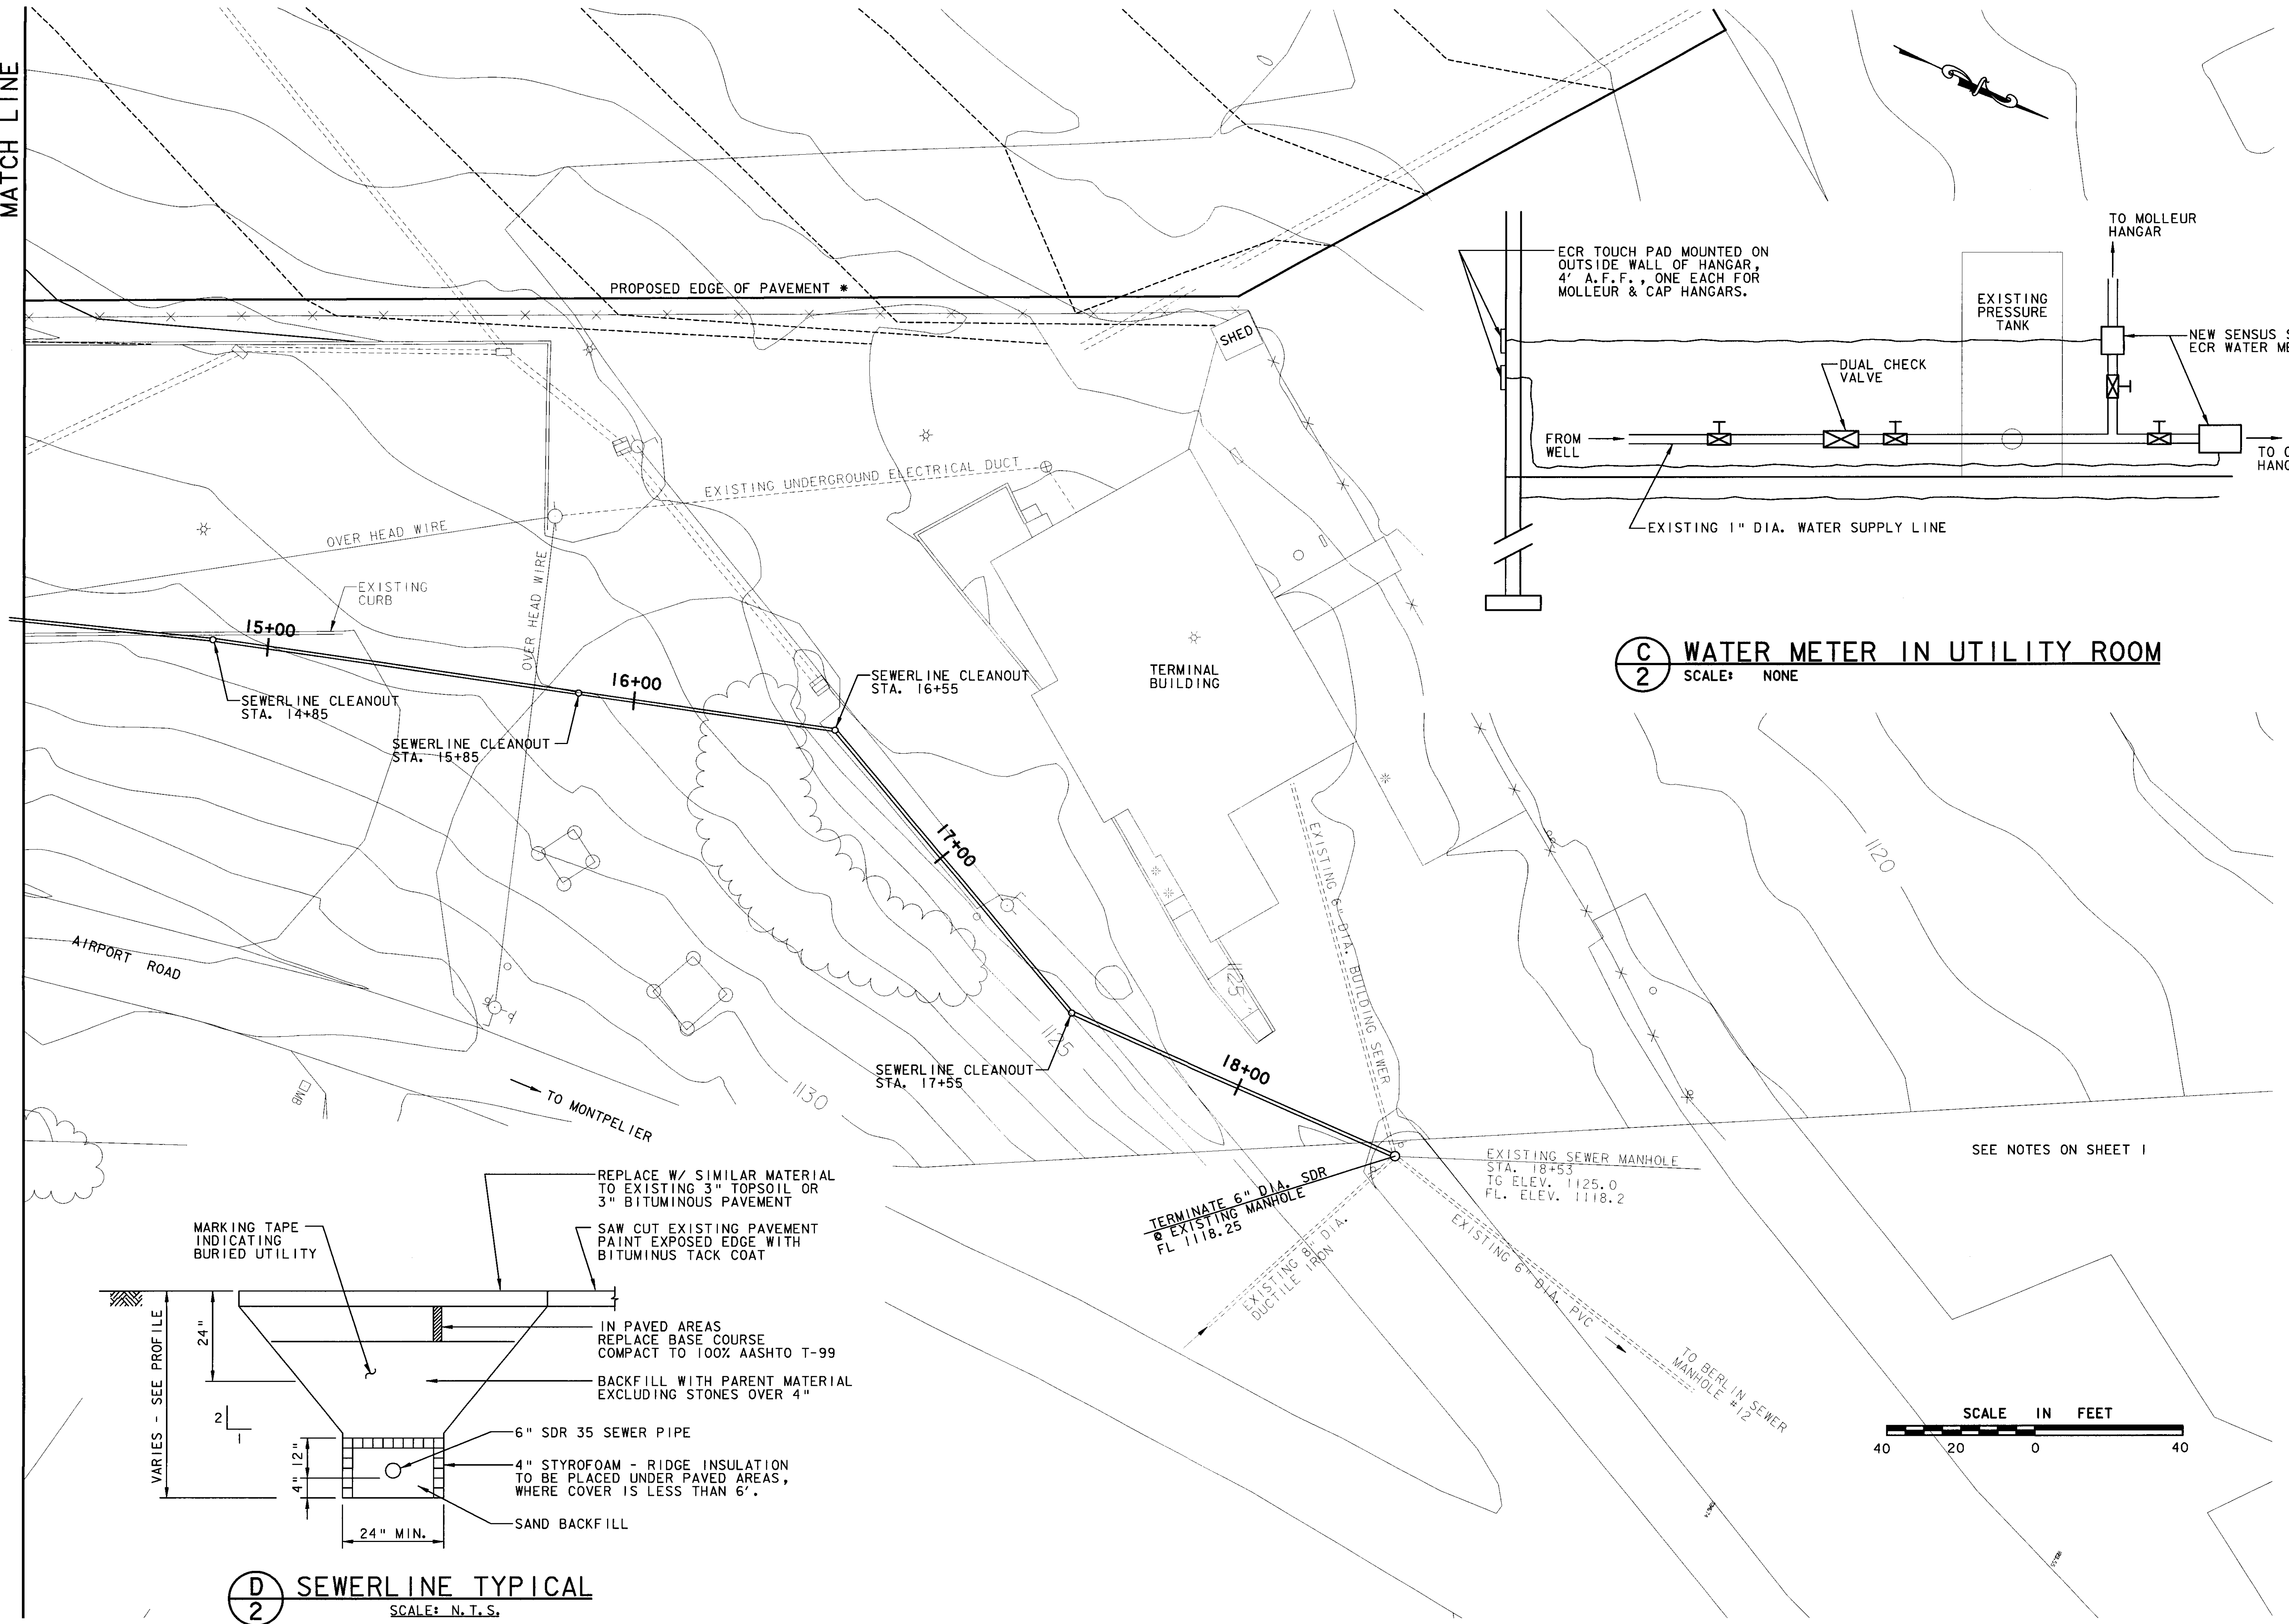 MATCH LINE
PROPOSED EDGE OF PAVEMENT *
SHED
EXISTING UNDERGROUND ELECTRICAL DUCT
OVER HEAD WIRE
OVER HEAD WIRE
EXISTING
CURB
15+00
16+00
17+00
18+00
SEWERLINE CLEANOUT
STA. 14+85
SEWERLINE CLEANOUT
STA. 15+85
SEWERLINE CLEANOUT
STA. 16+55
SEWERLINE CLEANOUT
STA. 17+55
TERMINAL
BUILDING
EXISTING 6" DIA. BUILDING SEWER
1125
1125
1130
1120
AIRPORT ROAD
MB
TO MONTPELIER
TERMINATE 6" DIA. SDR
@ EXISTING MANHOLE
FL 1118.25
EXISTING SEWER MANHOLE
STA. 18+53
TG ELEV. 1125.0
FL. ELEV. 1118.2
EXISTING 8" DIA.
DUCTILE IRON
EXISTING 6" DIA. PVC
TO BERLIN SEWER
MANHOLE #12
SEE NOTES ON SHEET 1
SCALE IN FEET
40 20 0 40
ECR TOUCH PAD MOUNTED ON
OUTSIDE WALL OF HANGAR,
4' A.F.F., ONE EACH FOR
MOLLEUR & CAP HANGARS.
TO MOLLEUR
HANGAR
EXISTING
PRESSURE
TANK
NEW SENSUS
ECR WATER
DUAL CHECK
VALVE
FROM
WELL
TO
EXISTING 1" DIA. WATER SUPPLY LINE
C
2
WATER METER IN UTILITY ROOM
SCALE: NONE
REPLACE W/ SIMILAR MATERIAL
TO EXISTING 3" TOPSOIL OR
3" BITUMINOUS PAVEMENT
MARKING TAPE
INDICATING
BURIED UTILITY
SAW CUT EXISTING PAVEMENT
PAINT EXPOSED EDGE WITH
BITUMINUS TACK COAT
IN PAVED AREAS
REPLACE BASE COURSE
COMPACT TO 100% AASHTO T-99
BACKFILL WITH PARENT MATERIAL
EXCLUDING STONES OVER 4"
6" SDR 35 SEWER PIPE
4" STYROFOAM - RIDGE INSULATION
TO BE PLACED UNDER PAVED AREAS,
WHERE COVER IS LESS THAN 6'.
SAND BACKFILL
VARIES - SEE PROFILE
24"
2
1
12"
4"
24" MIN.
D
2
SEWERLINE TYPICAL
SCALE: N.T.S.